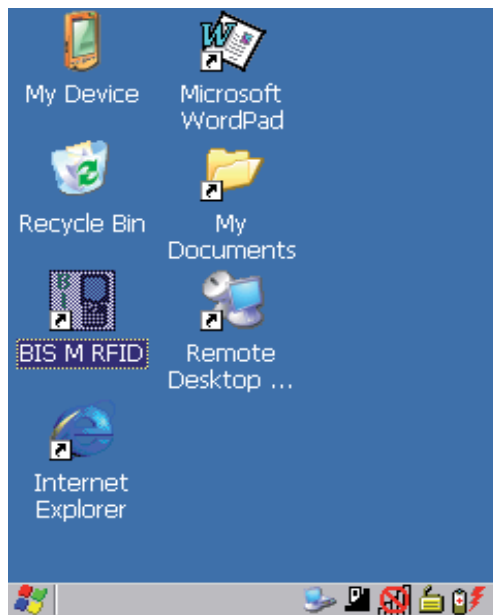 My Device
Microsoft
WordPad
Recycle Bin
My
Documents
BIS M RFID
Remote
Desktop ...
Internet
Explorer